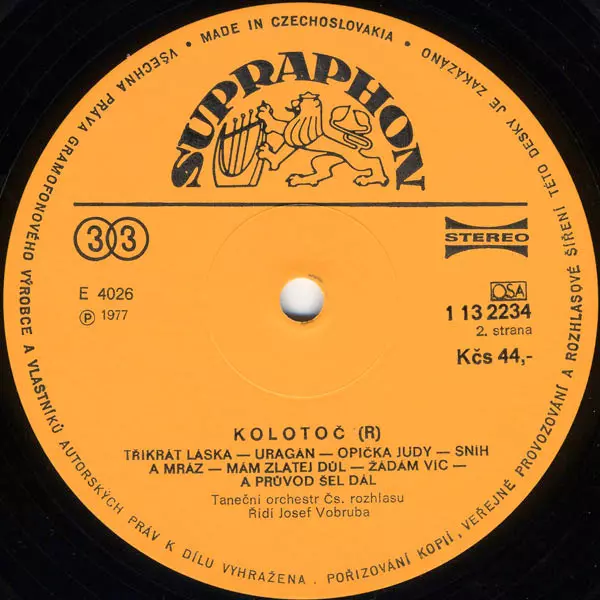 VŠECHNA PRÁVA GRAMOFONOVÉHO VÝROBCE A VLASTNÍKŮ AUTORSKÝCH PRÁV K DÍLU VYHRAŽENA . POŘIZOVÁNÍ KOPIÍ, VEŘEJNÉ PROVOZOVÁNÍ A ROZHLASOVÉ ŠÍŘENÍ TÉTO DESKY JE ZAKÁZÁNO • MADE IN CZECHOSLOVAKIA •
SUPRAPHON
33
STEREO
E 4026
OSA
Ⓟ 1977
1 13 2234
2. strana
Kčs 44,-
KOLOTOČ (R)
TŘIKRÁT LÁSKA — URAGÁN — OPIČKA JUDY — SNÍH
A MRÁZ — MÁM ZLATEJ DŮL — ŽÁDÁM VÍC —
A PRŮVOD ŠEL DÁL
Taneční orchestr Čs. rozhlasu
Řídí Josef Vobruba